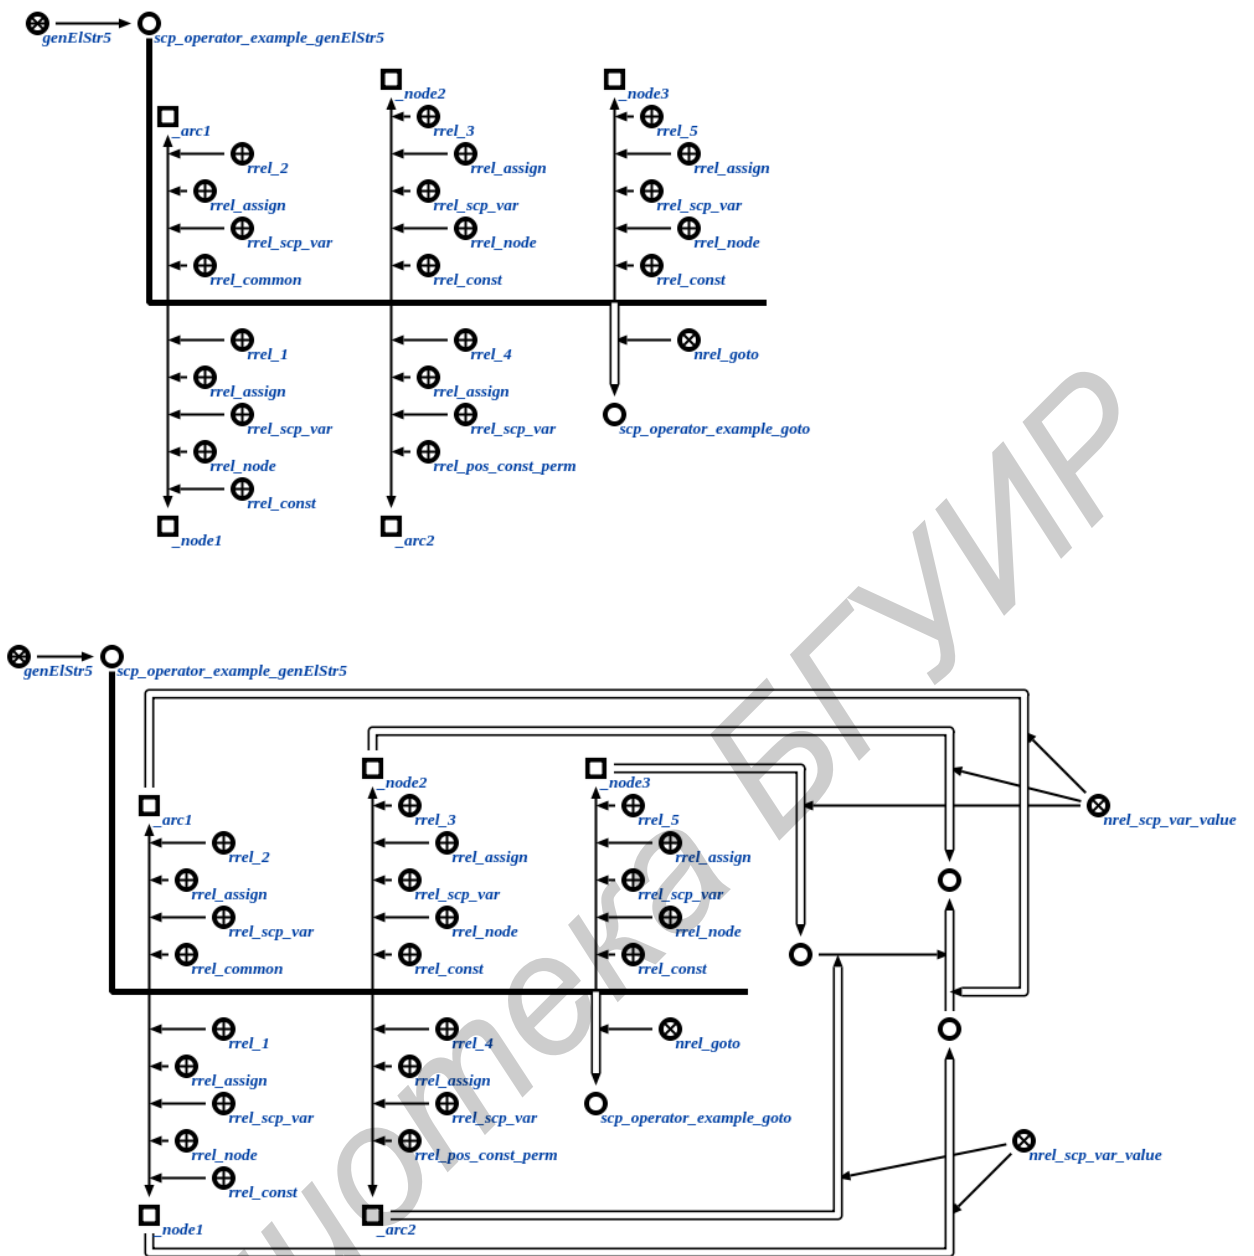 genElStr5
scp_operator_example_genElStr5
_node2
_node3
_arc1
rrel_3
rrel_5
rrel_2
rrel_assign
rrel_assign
rrel_assign
rrel_scp_var
rrel_scp_var
rrel_scp_var
rrel_node
rrel_node
rrel_common
rrel_const
rrel_const
rrel_1
rrel_4
nrel_goto
rrel_assign
rrel_assign
rrel_scp_var
rrel_scp_var
scp_operator_example_goto
rrel_node
rrel_pos_const_perm
rrel_const
_node1
_arc2
genElStr5
scp_operator_example_genElStr5
_node2
_node3
_arc1
rrel_3
rrel_5
nrel_scp_var_value
rrel_2
rrel_assign
rrel_assign
rrel_assign
rrel_scp_var
rrel_scp_var
rrel_scp_var
rrel_node
rrel_node
rrel_common
rrel_const
rrel_const
rrel_1
rrel_4
nrel_goto
rrel_assign
rrel_assign
rrel_scp_var
rrel_scp_var
scp_operator_example_goto
rrel_node
rrel_pos_const_perm
nrel_scp_var_value
rrel_const
_node1
_arc2
БГУИР